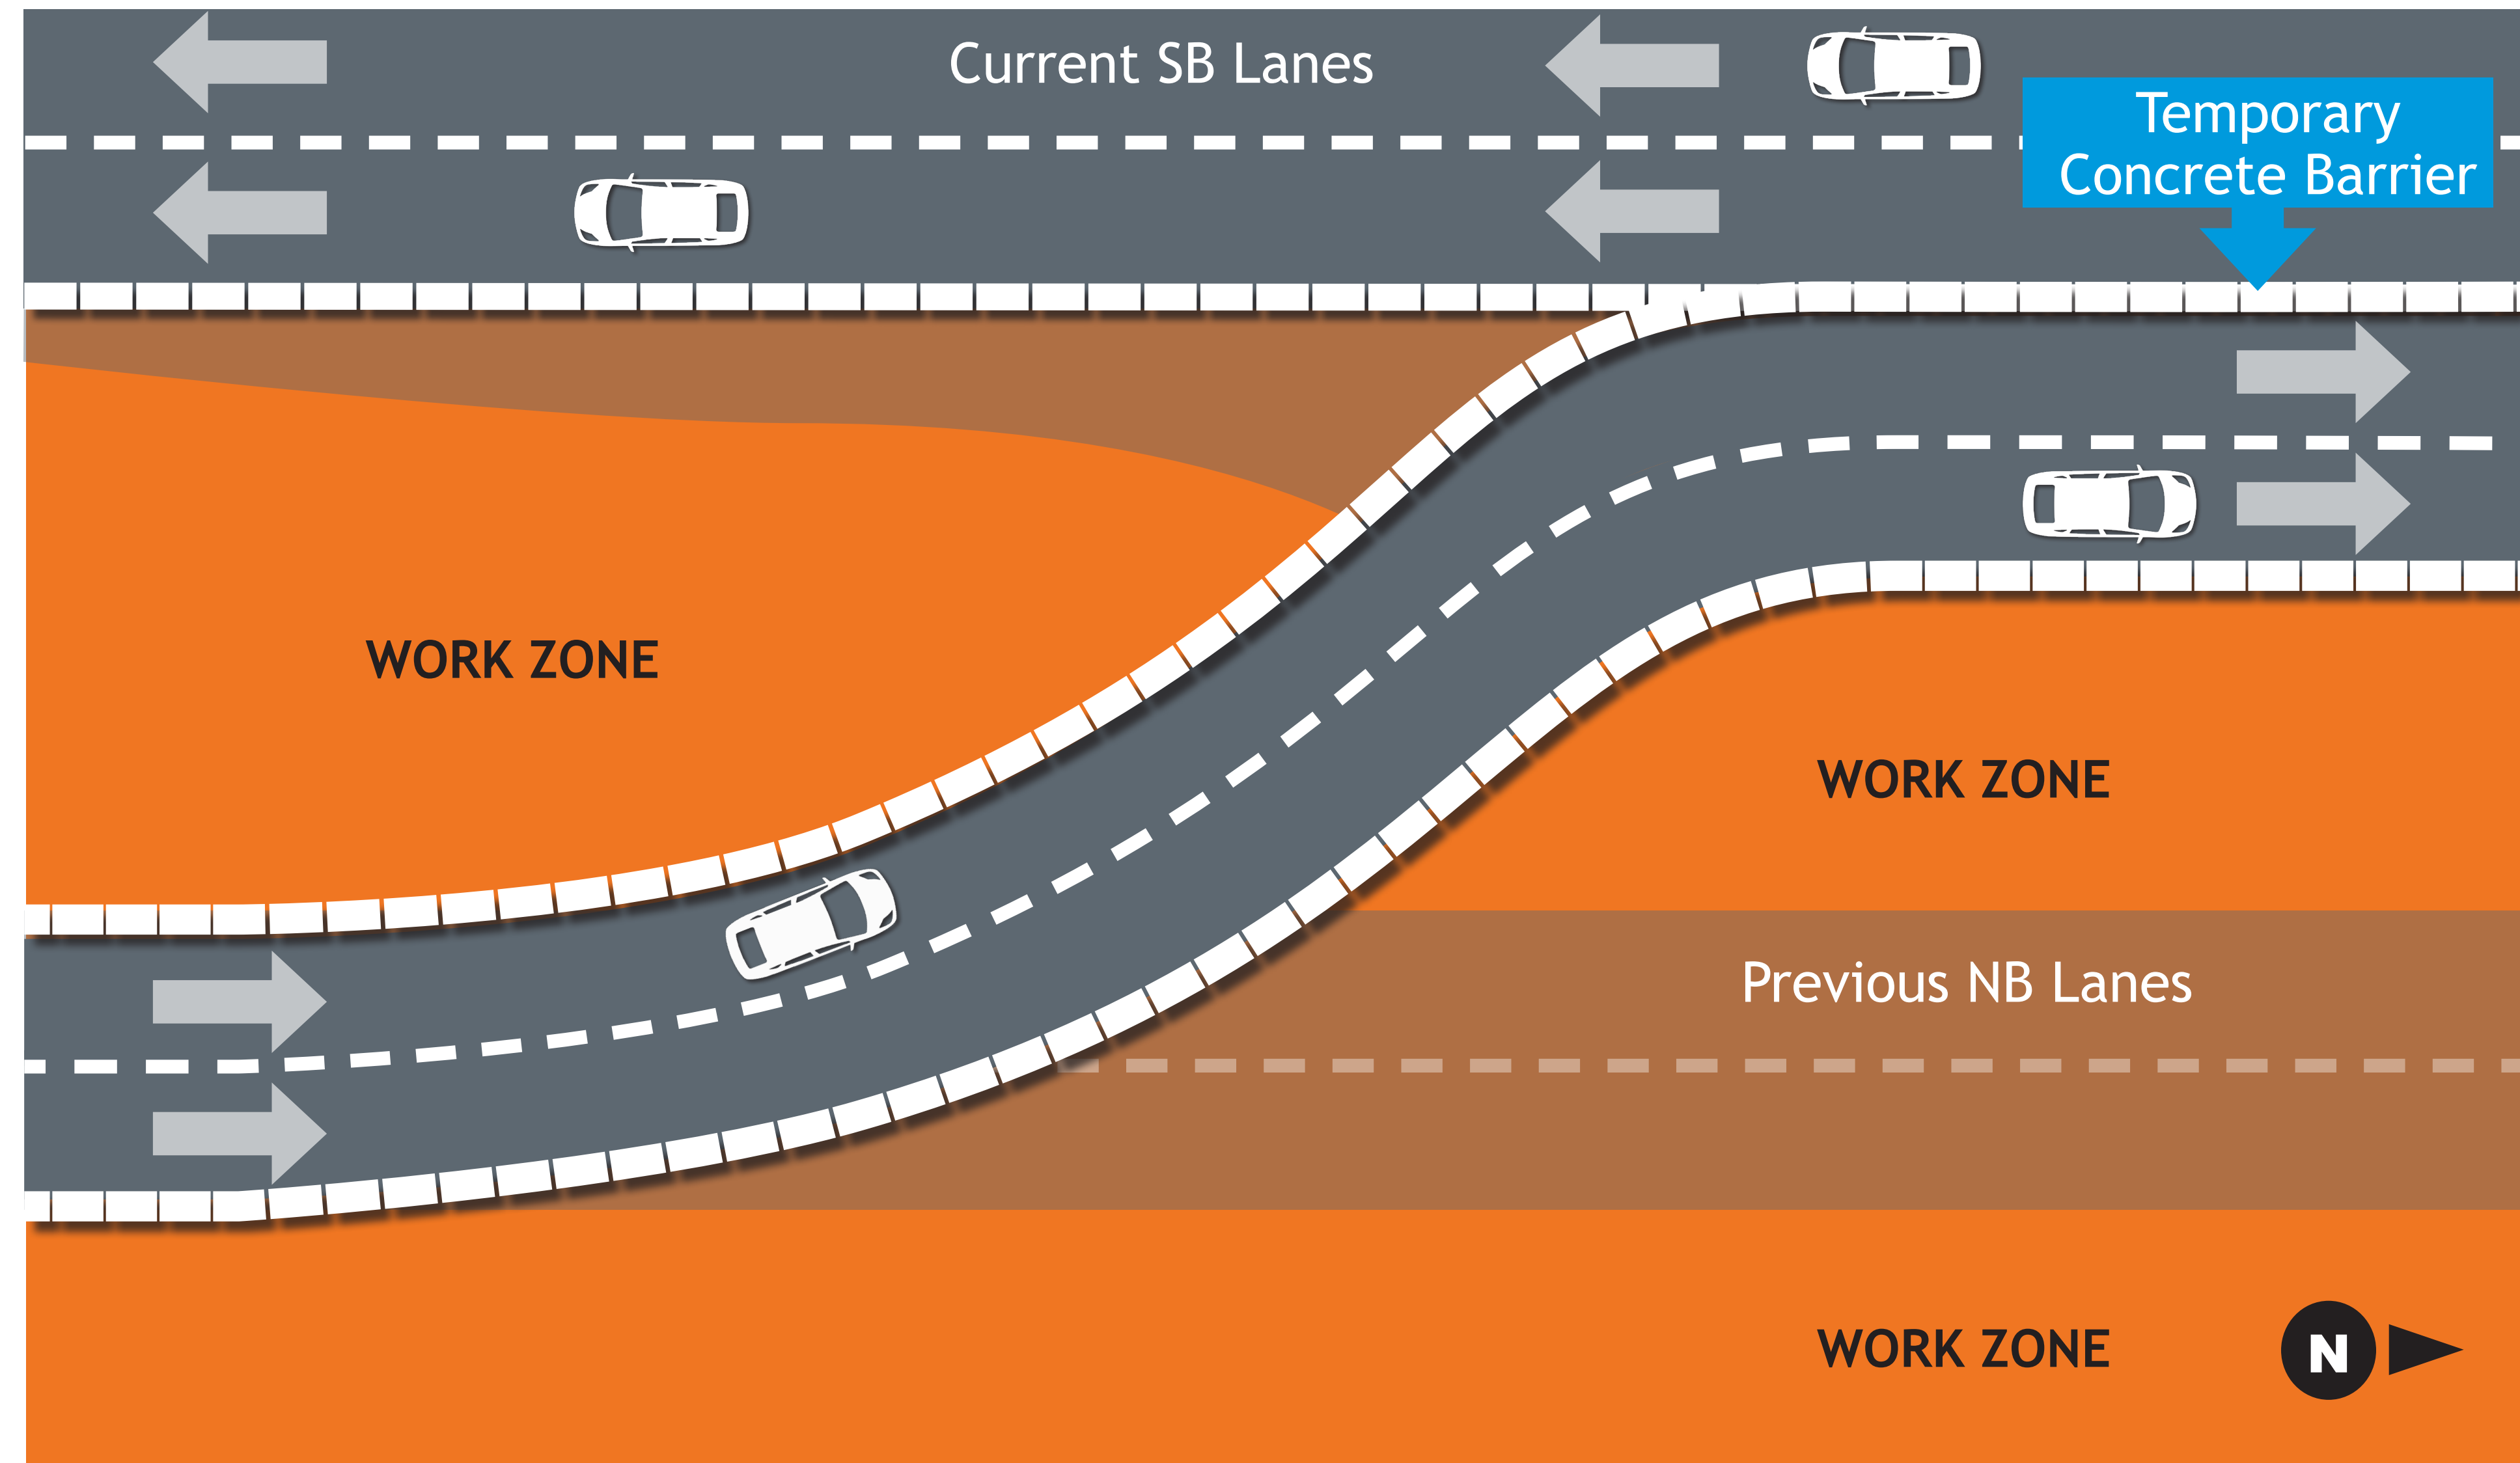 Current SB Lanes
Temporary
Concrete Barrier
WORK ZONE
WORK ZONE
Previous NB Lanes
WORK ZONE
N